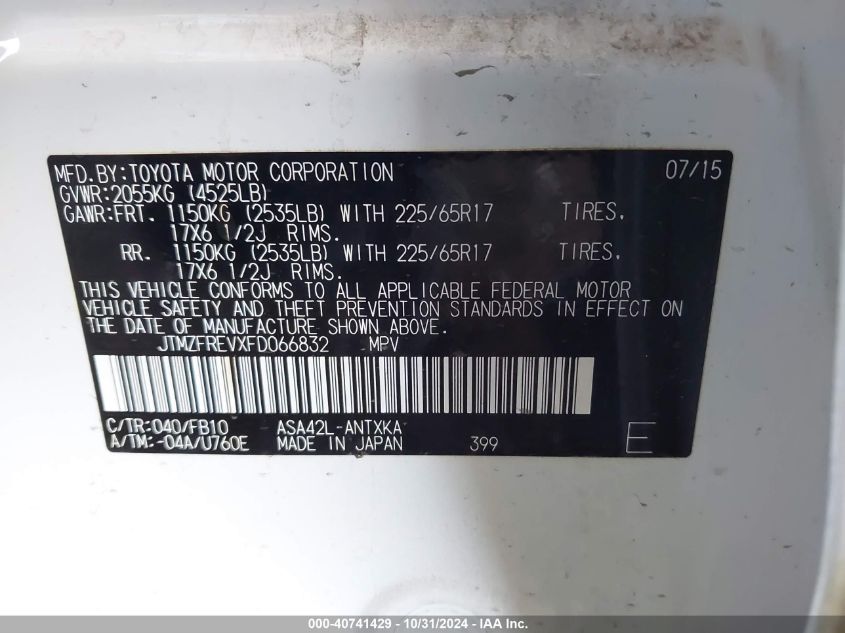 MFD.BY:TOYOTA MOTOR CORPORATION 07/15
GVWR:2055KG (4525LB)
GAWR:FRT. 1150KG (2535LB) WITH 225/65R17 TIRES.
17X6 1/2J RIMS.
RR. 1150KG (2535LB) WITH 225/65R17 TIRES.
17X6 1/2J RIMS.
THIS VEHICLE CONFORMS TO ALL APPLICABLE FEDERAL MOTOR
VEHICLE SAFETY AND THEFT PREVENTION STANDARDS IN EFFECT ON
THE DATE OF MANUFACTURE SHOWN ABOVE.
JTMZFREVXFD066832 MPV
C/TR:040/FB10 ASA42L-ANTXKA
A/TM:-04A/U760E MADE IN JAPAN 399 E
000-40741429 - 10/31/2024 - IAA Inc.